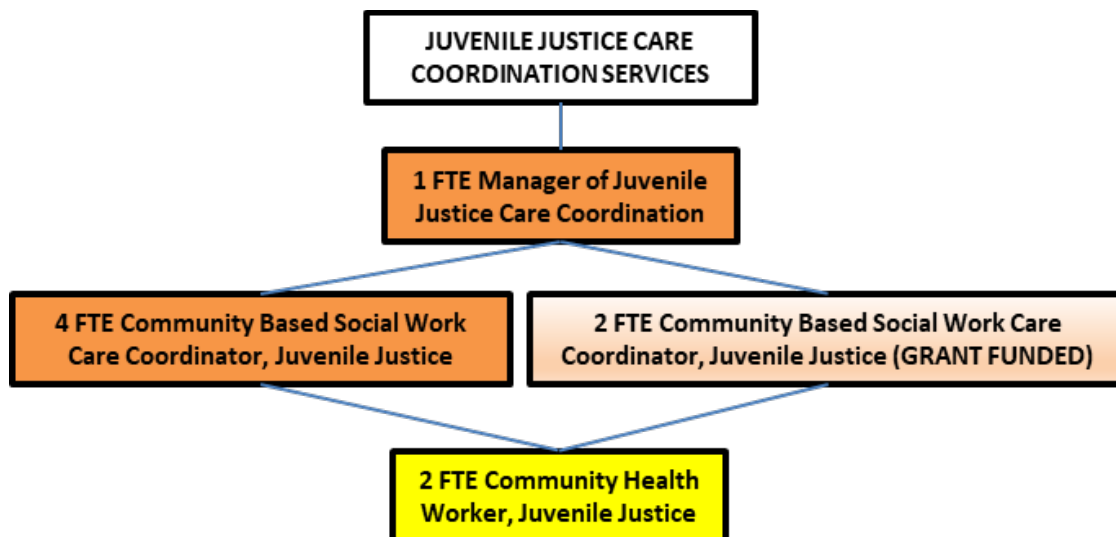 JUVENILE JUSTICE CARE
COORDINATION SERVICES
1 FTE Manager of Juvenile
Justice Care Coordination
4 FTE Community Based Social Work
Care Coordinator, Juvenile Justice
2 FTE Community Based Social Work Care
Coordinator, Juvenile Justice (GRANT FUNDED)
2 FTE Community Health
Worker, Juvenile Justice